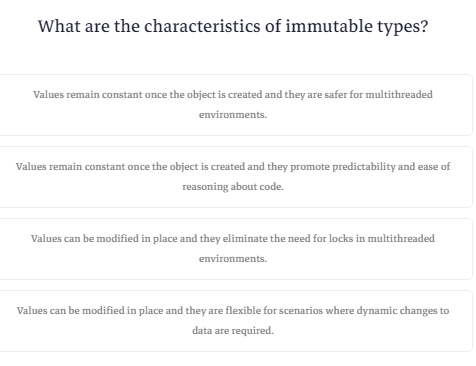 What are the characteristics of immutable types?
Values remain constant once the object is created and they are safer for multithreaded
environments.
Values remain constant once the object is created and they promote predictability and ease of
reasoning about code.
Values can be modified in place and they eliminate the need for locks in multithreaded
environments.
Values can be modified in place and they are flexible for scenarios where dynamic changes to
data are required.